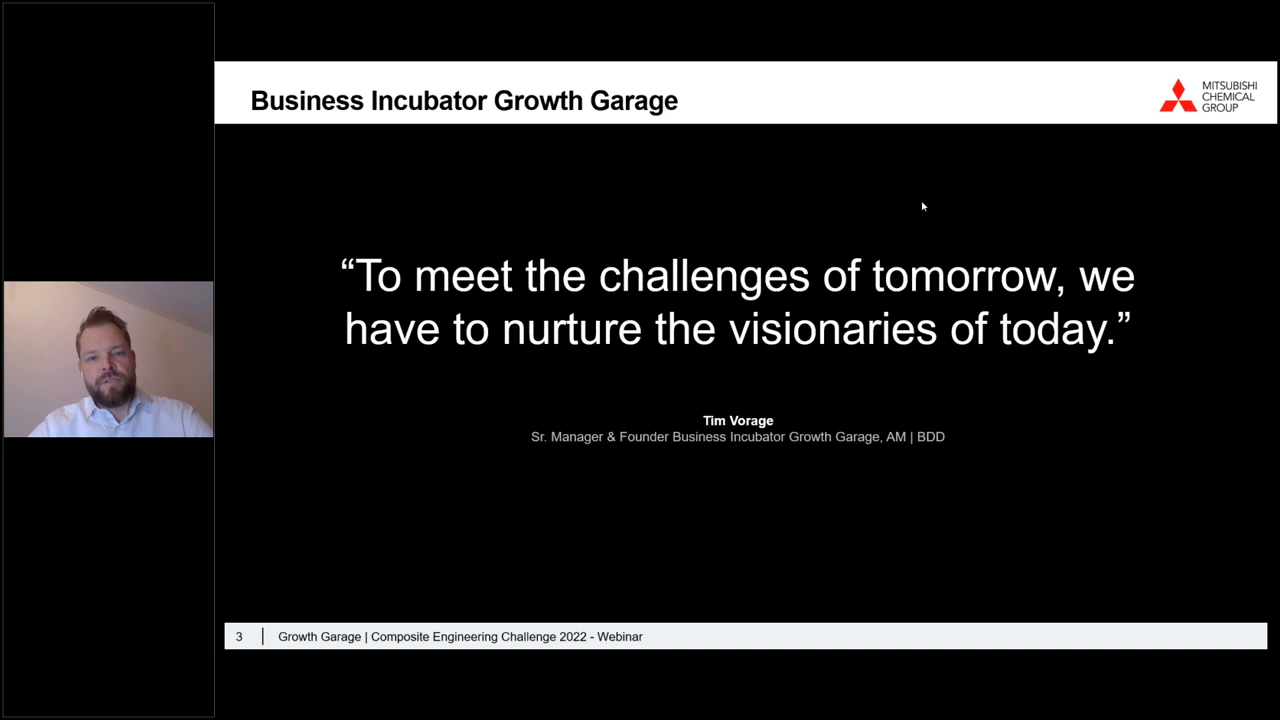 Business Incubator Growth Garage
MITSUBISHI
CHEMICAL
GROUP
“To meet the challenges of tomorrow, we
have to nurture the visionaries of today.”
Tim Vorage
Sr. Manager & Founder Business Incubator Growth Garage, AM | BDD
3 | Growth Garage | Composite Engineering Challenge 2022 - Webinar